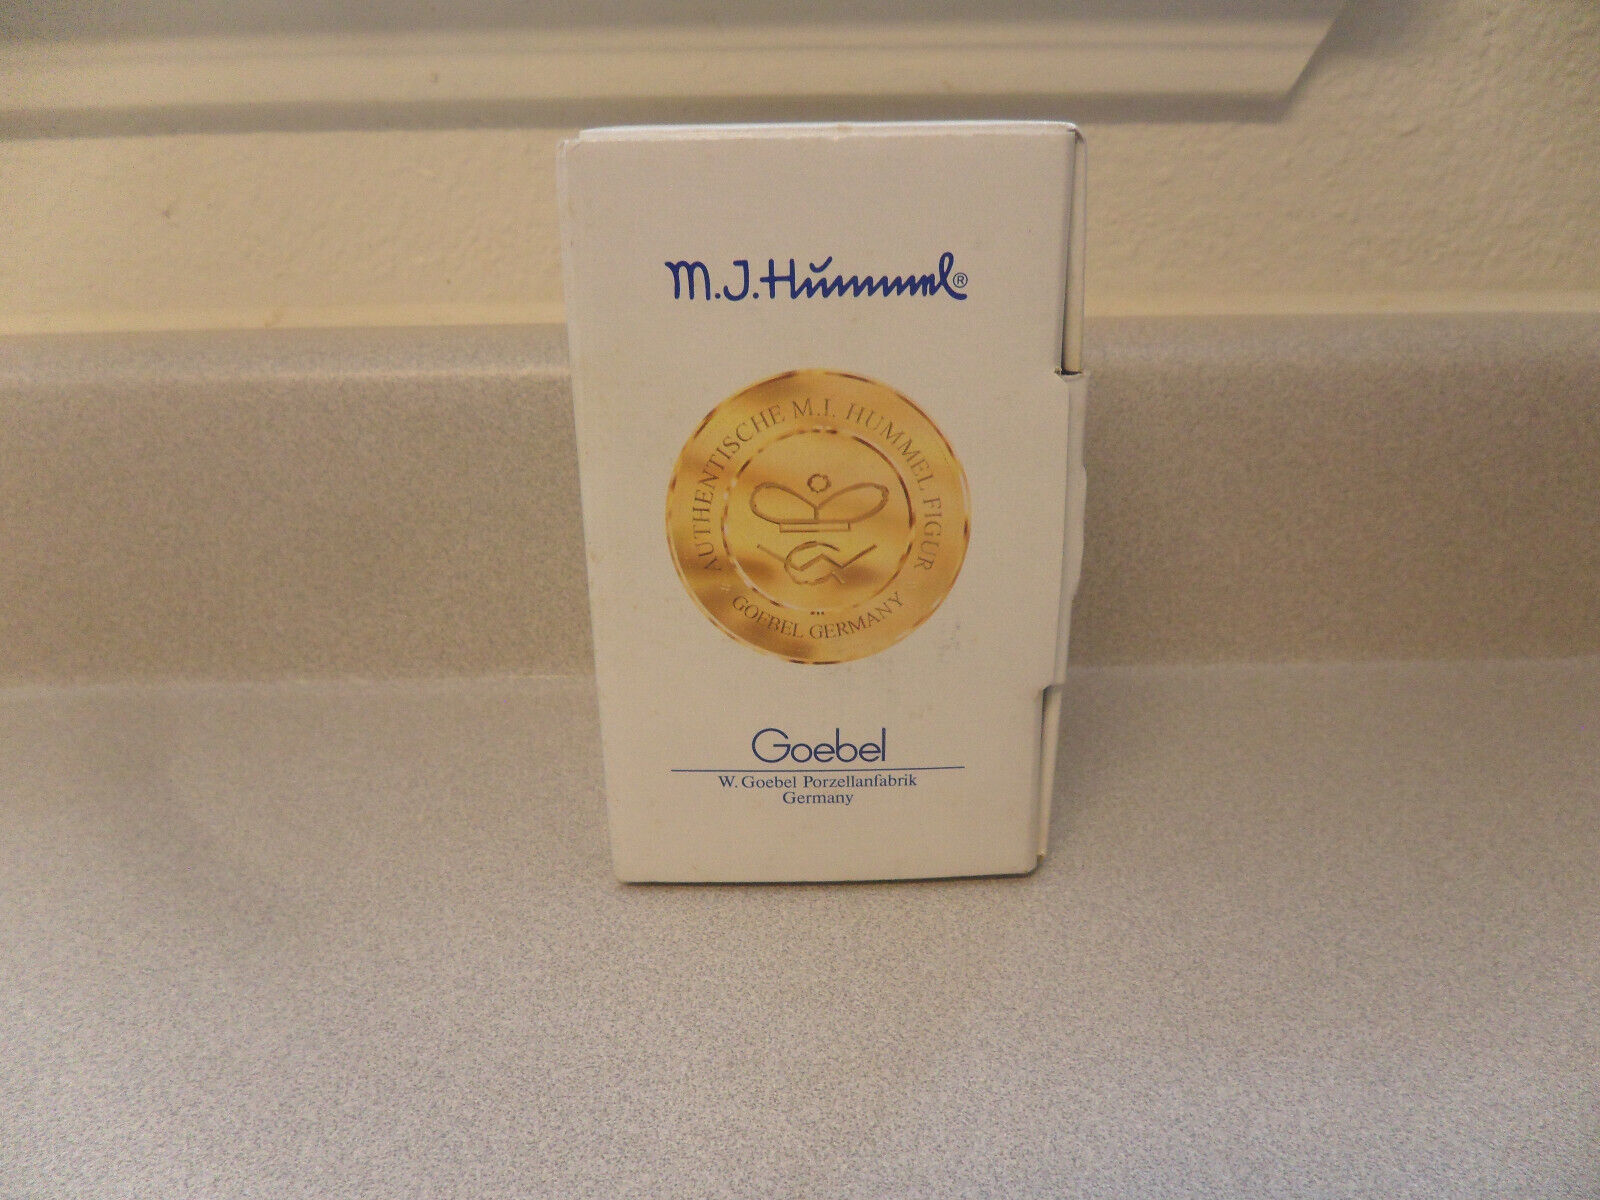 M.J.Hummel®
AUTHENTISCHE M.I. HUMMEL FIGUR
GOEBEL GERMANY
Goebel
W. Goebel Porzellanfabrik
Germany